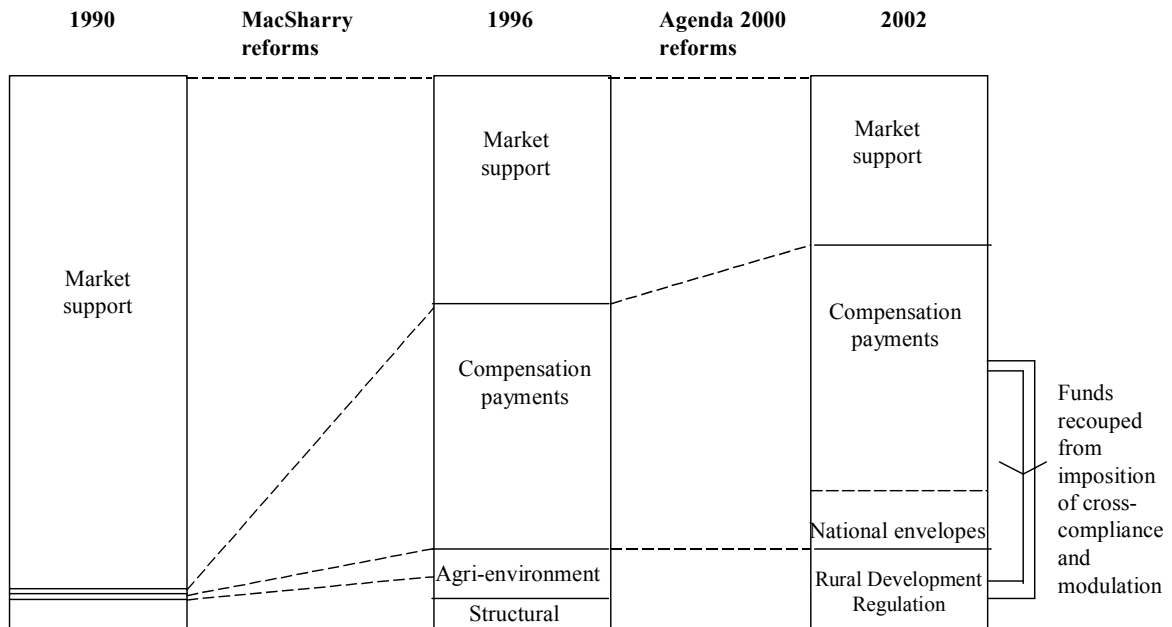 1990
MacSharry
reforms
1996
Agenda 2000
reforms
2002
Market
support
Market
support
Compensation
payments
Agri-environment
Structural
Market
support
Compensation
payments
National envelopes
Rural Development
Regulation
Funds
recouped
from
imposition
of cross-
compliance
and
modulation